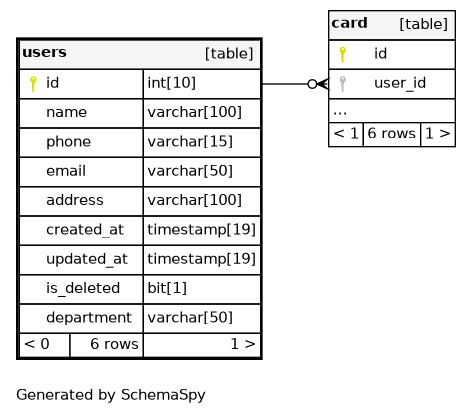 users [table]
id int[10]
name varchar[100]
phone varchar[15]
email varchar[50]
address varchar[100]
created_at timestamp[19]
updated_at timestamp[19]
is_deleted bit[1]
department varchar[50]
< 0 6 rows 1 >
card [table]
id
user_id
...
< 1 6 rows 1 >
Generated by SchemaSpy